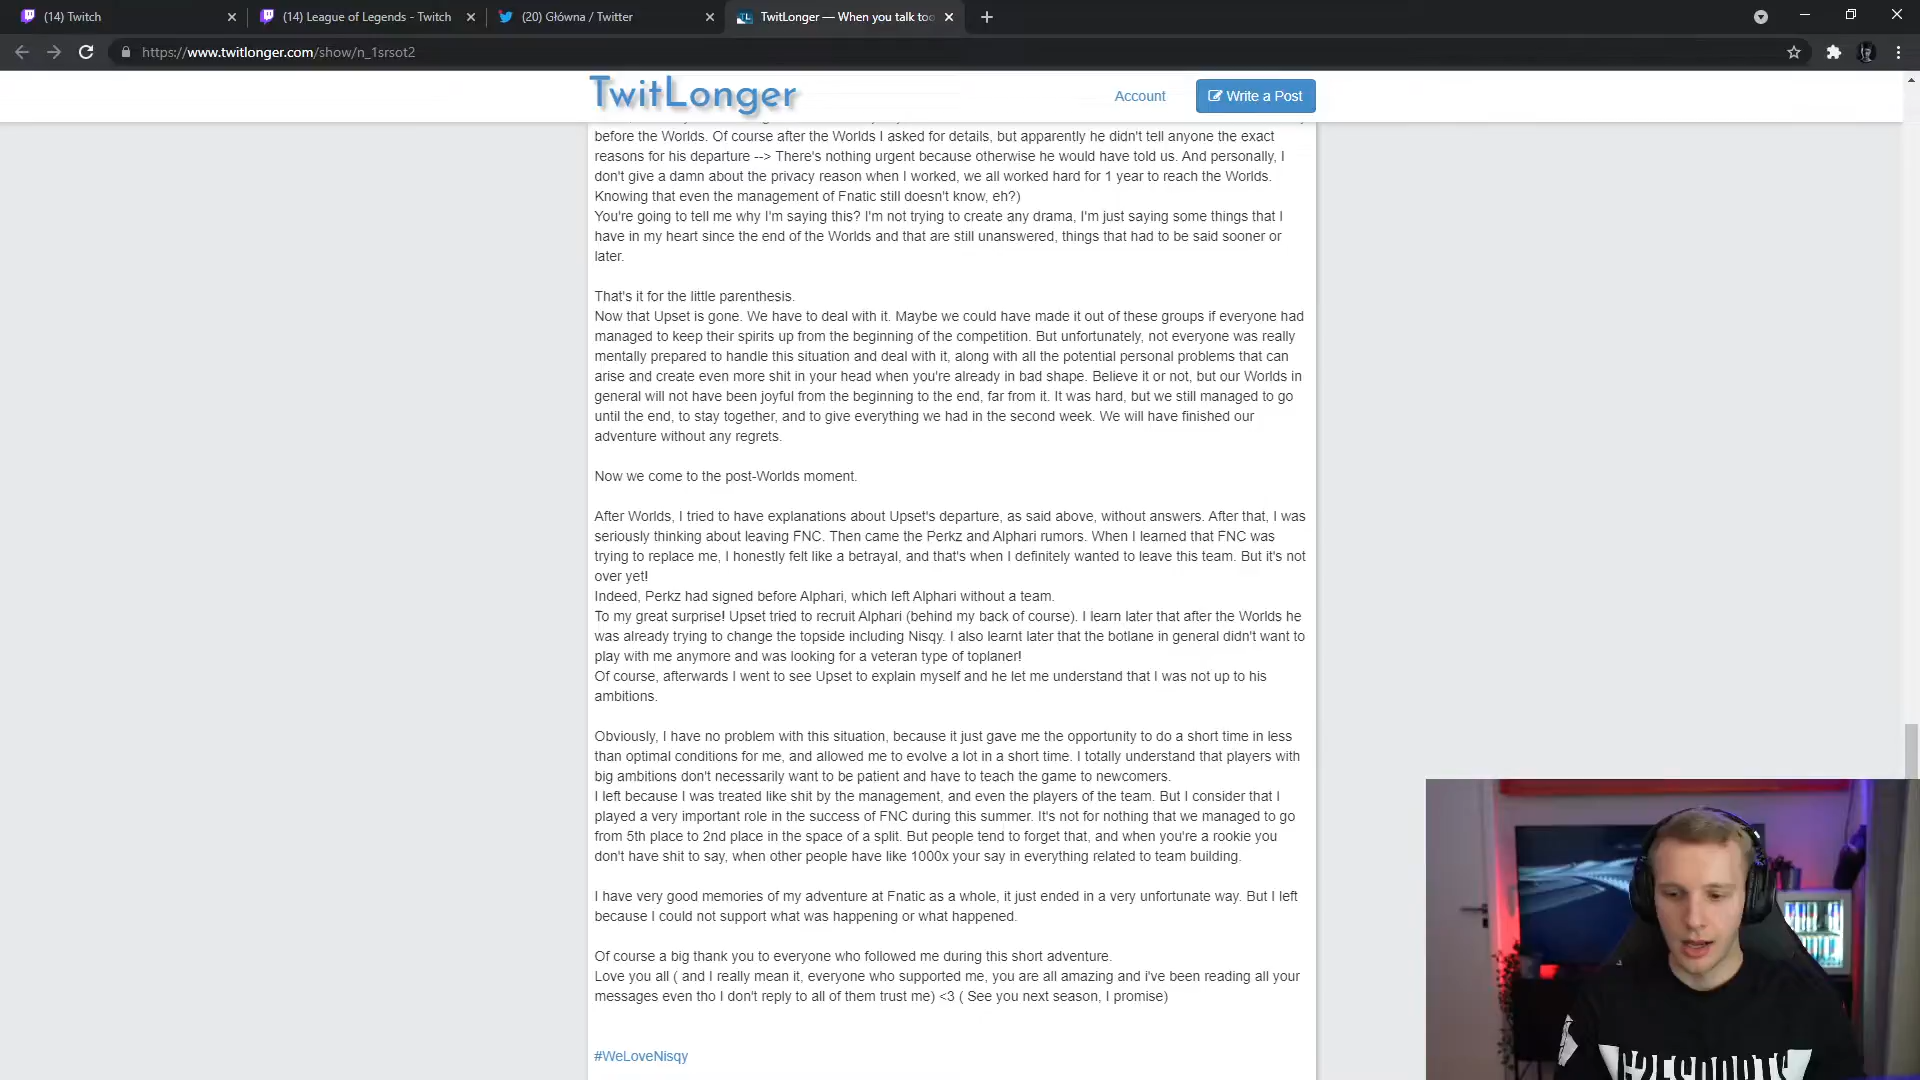 (14) Twitch
(14) League of Legends - Twitch
(20) Główna / Twitter
TwitLonger — When you talk too
https://www.twitlonger.com/show/n_1srsot2
TwitLonger
Account
Write a Post
before the Worlds. Of course after the Worlds I asked for details, but apparently he didn't tell anyone the exact
reasons for his departure --> There's nothing urgent because otherwise he would have told us. And personally, I
don't give a damn about the privacy reason when I worked, we all worked hard for 1 year to reach the Worlds.
Knowing that even the management of Fnatic still doesn't know, eh?)
You're going to tell me why I'm saying this? I'm not trying to create any drama, I'm just saying some things that I
have in my heart since the end of the Worlds and that are still unanswered, things that had to be said sooner or
later.
That's it for the little parenthesis.
Now that Upset is gone. We have to deal with it. Maybe we could have made it out of these groups if everyone had
managed to keep their spirits up from the beginning of the competition. But unfortunately, not everyone was really
mentally prepared to handle this situation and deal with it, along with all the potential personal problems that can
arise and create even more shit in your head when you're already in bad shape. Believe it or not, but our Worlds in
general will not have been joyful from the beginning to the end, far from it. It was hard, but we still managed to go
until the end, to stay together, and to give everything we had in the second week. We will have finished our
adventure without any regrets.
Now we come to the post-Worlds moment.
After Worlds, I tried to have explanations about Upset's departure, as said above, without answers. After that, I was
seriously thinking about leaving FNC. Then came the Perkz and Alphari rumors. When I learned that FNC was
trying to replace me, I honestly felt like a betrayal, and that's when I definitely wanted to leave this team. But it's not
over yet!
Indeed, Perkz had signed before Alphari, which left Alphari without a team.
To my great surprise! Upset tried to recruit Alphari (behind my back of course). I learn later that after the Worlds he
was already trying to change the topside including Nisqy. I also learnt later that the botlane in general didn't want to
play with me anymore and was looking for a veteran type of toplaner!
Of course, afterwards I went to see Upset to explain myself and he let me understand that I was not up to his
ambitions.
Obviously, I have no problem with this situation, because it just gave me the opportunity to do a short time in less
than optimal conditions for me, and allowed me to evolve a lot in a short time. I totally understand that players with
big ambitions don't necessarily want to be patient and have to teach the game to newcomers.
I left because I was treated like shit by the management, and even the players of the team. But I consider that I
played a very important role in the success of FNC during this summer. It's not for nothing that we managed to go
from 5th place to 2nd place in the space of a split. But people tend to forget that, and when you're a rookie you
don't have shit to say, when other people have like 1000x your say in everything related to team building.
I have very good memories of my adventure at Fnatic as a whole, it just ended in a very unfortunate way. But I left
because I could not support what was happening or what happened.
Of course a big thank you to everyone who followed me during this short adventure.
Love you all ( and I really mean it, everyone who supported me, you are all amazing and i've been reading all your
messages even tho I don't reply to all of them trust me) <3 ( See you next season, I promise)
#WeLoveNisqy